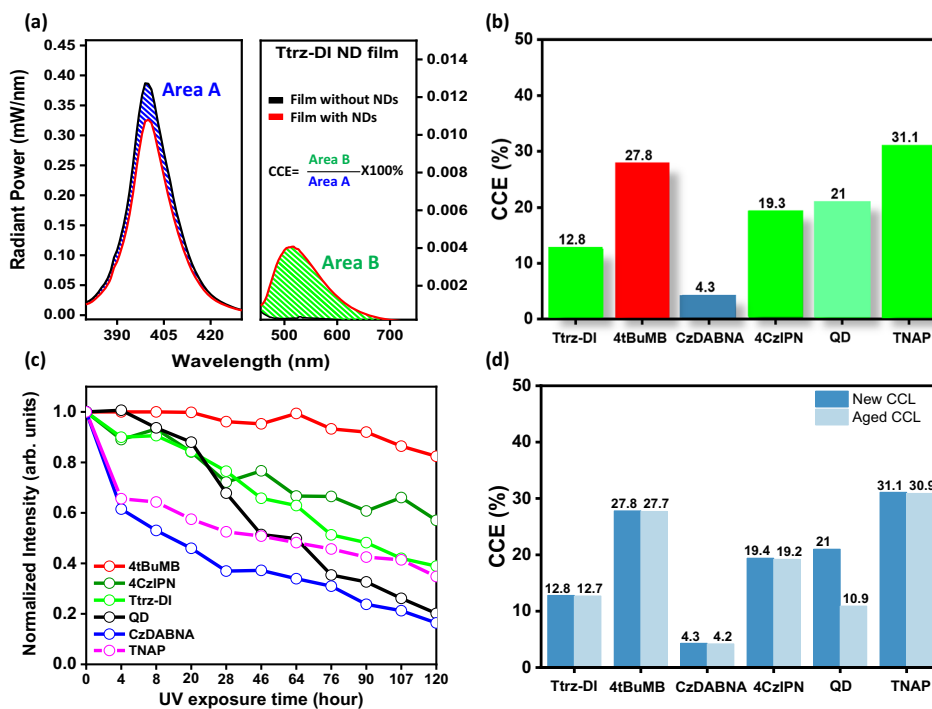 (a)
Radiant Power (mW/nm)
0.45
0.40
0.35
0.30
0.25
0.20
0.15
0.10
0.05
0.00
Area A
390
405
420
Ttrz-DI ND film
Film without NDs
Film with NDs
CCE= Area B / Area A X100%
Area B
500
600
700
0.014
0.012
0.010
0.008
0.006
0.004
0.002
Wavelength (nm)
(b)
CCE (%)
50
40
30
20
10
0
12.8
27.8
4.3
19.3
21
31.1
Ttrz-DI 4tBuMB CzDABNA 4CzIPN QD TNAP
(c)
Normalized Intensity (arb. units)
1.0
0.8
0.6
0.4
0.2
0.0
4tBuMB
4CzIPN
Ttrz-DI
QD
CzDABNA
TNAP
0 4 8 20 28 46 64 76 90 107 120
UV exposure time (hour)
(d)
CCE (%)
50
40
30
20
10
0
New CCL
Aged CCL
12.8 12.7
27.8 27.7
4.3 4.2
19.4 19.2
21
10.9
31.1 30.9
Ttrz-DI 4tBuMB CzDABNA 4CzIPN QD TNAP